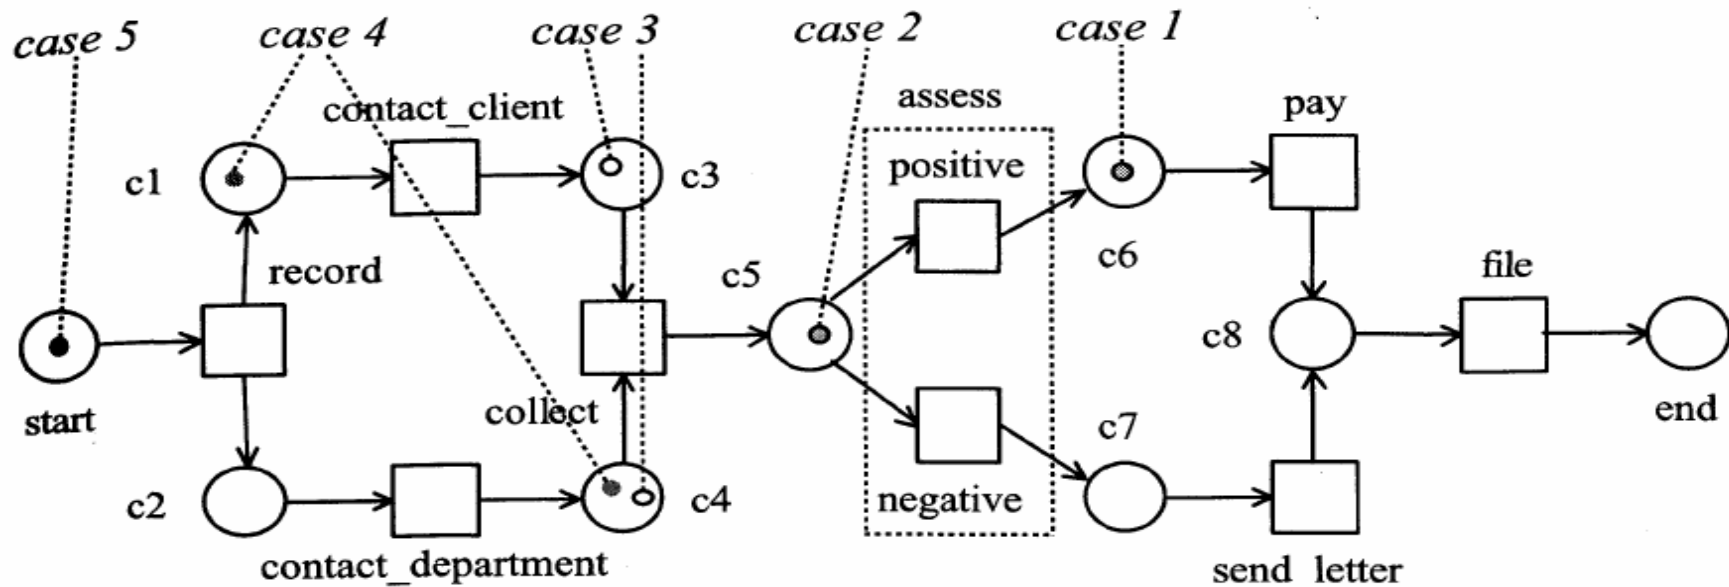 case 5
case 4
case 3
case 2
case 1
contact_client
assess
pay
c1
c3
positive
c6
record
c5
file
c8
start
collect
end
c2
c4
c7
negative
contact_department
send_letter